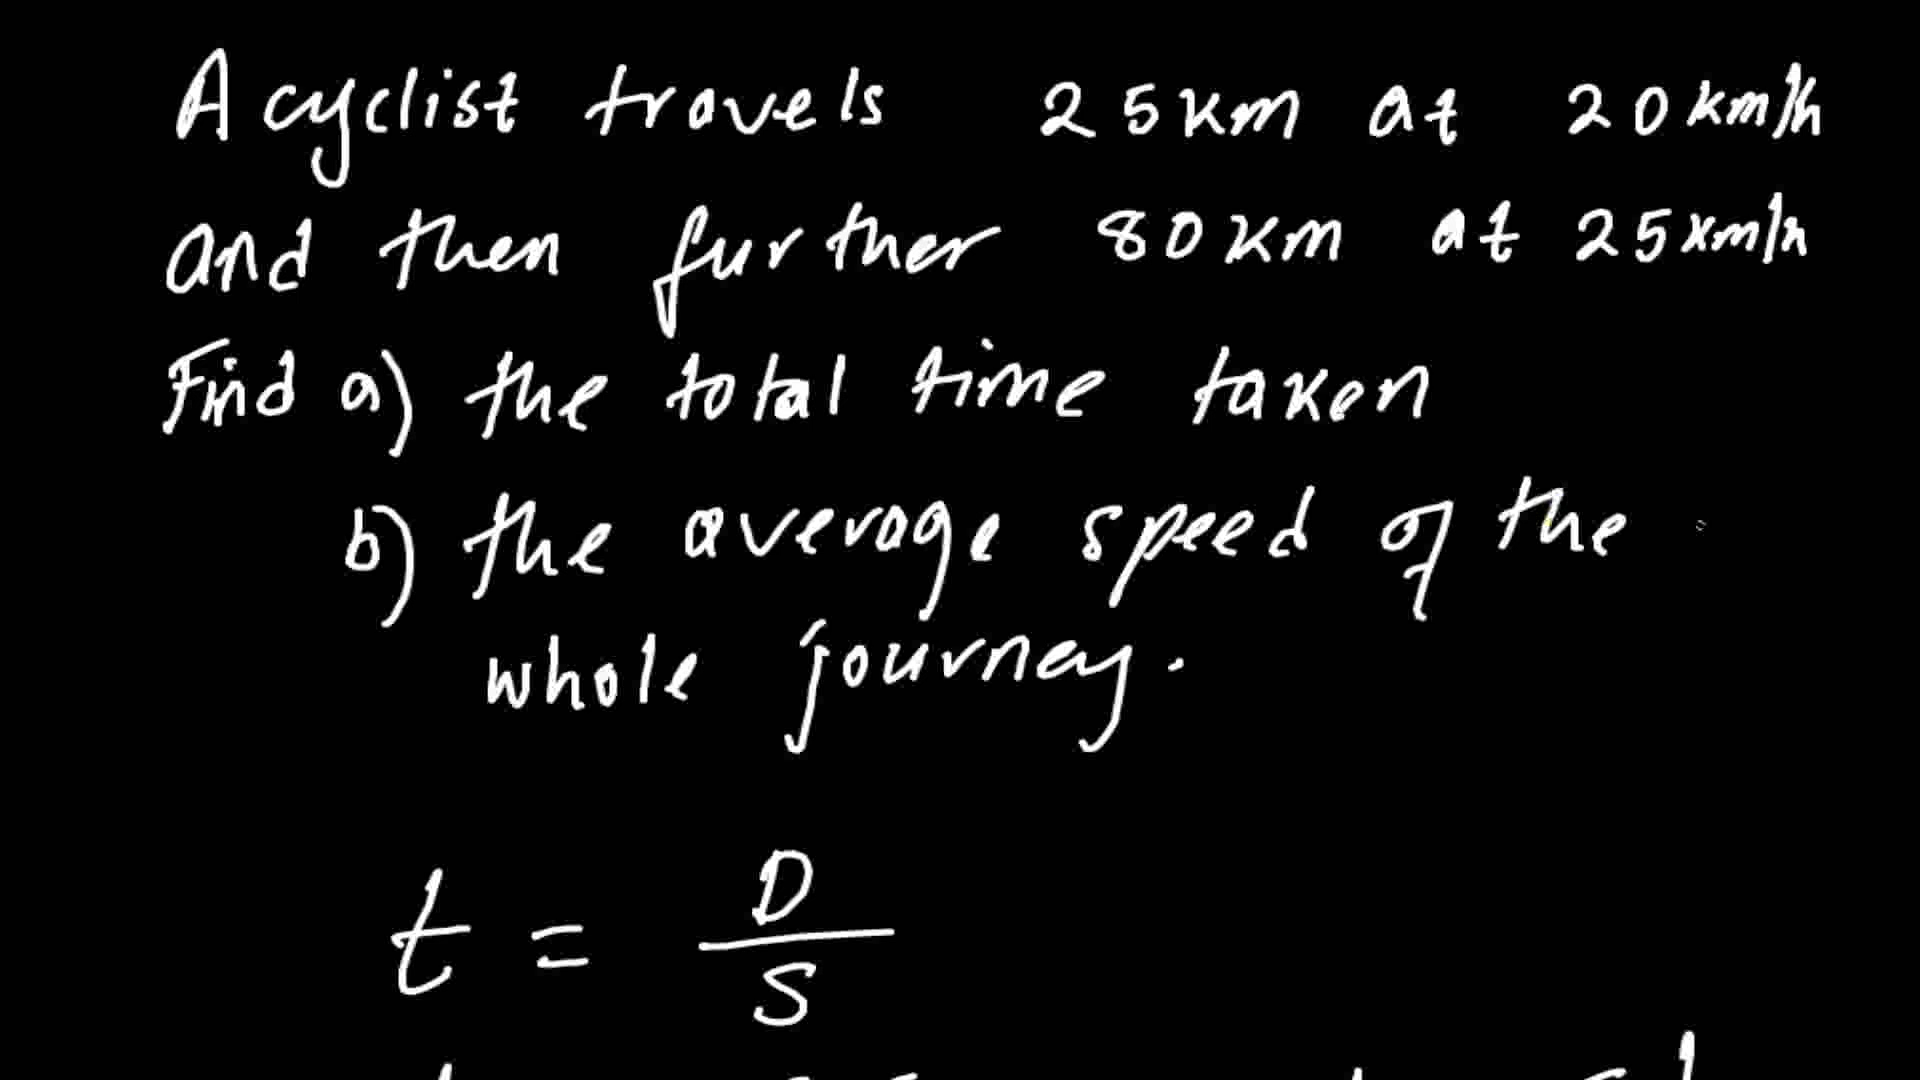 A cyclist travels 25km at 20km/h
and then further 80km at 25km/h
Find a) the total time taken
b) the average speed of the
whole journey.
t = D
S